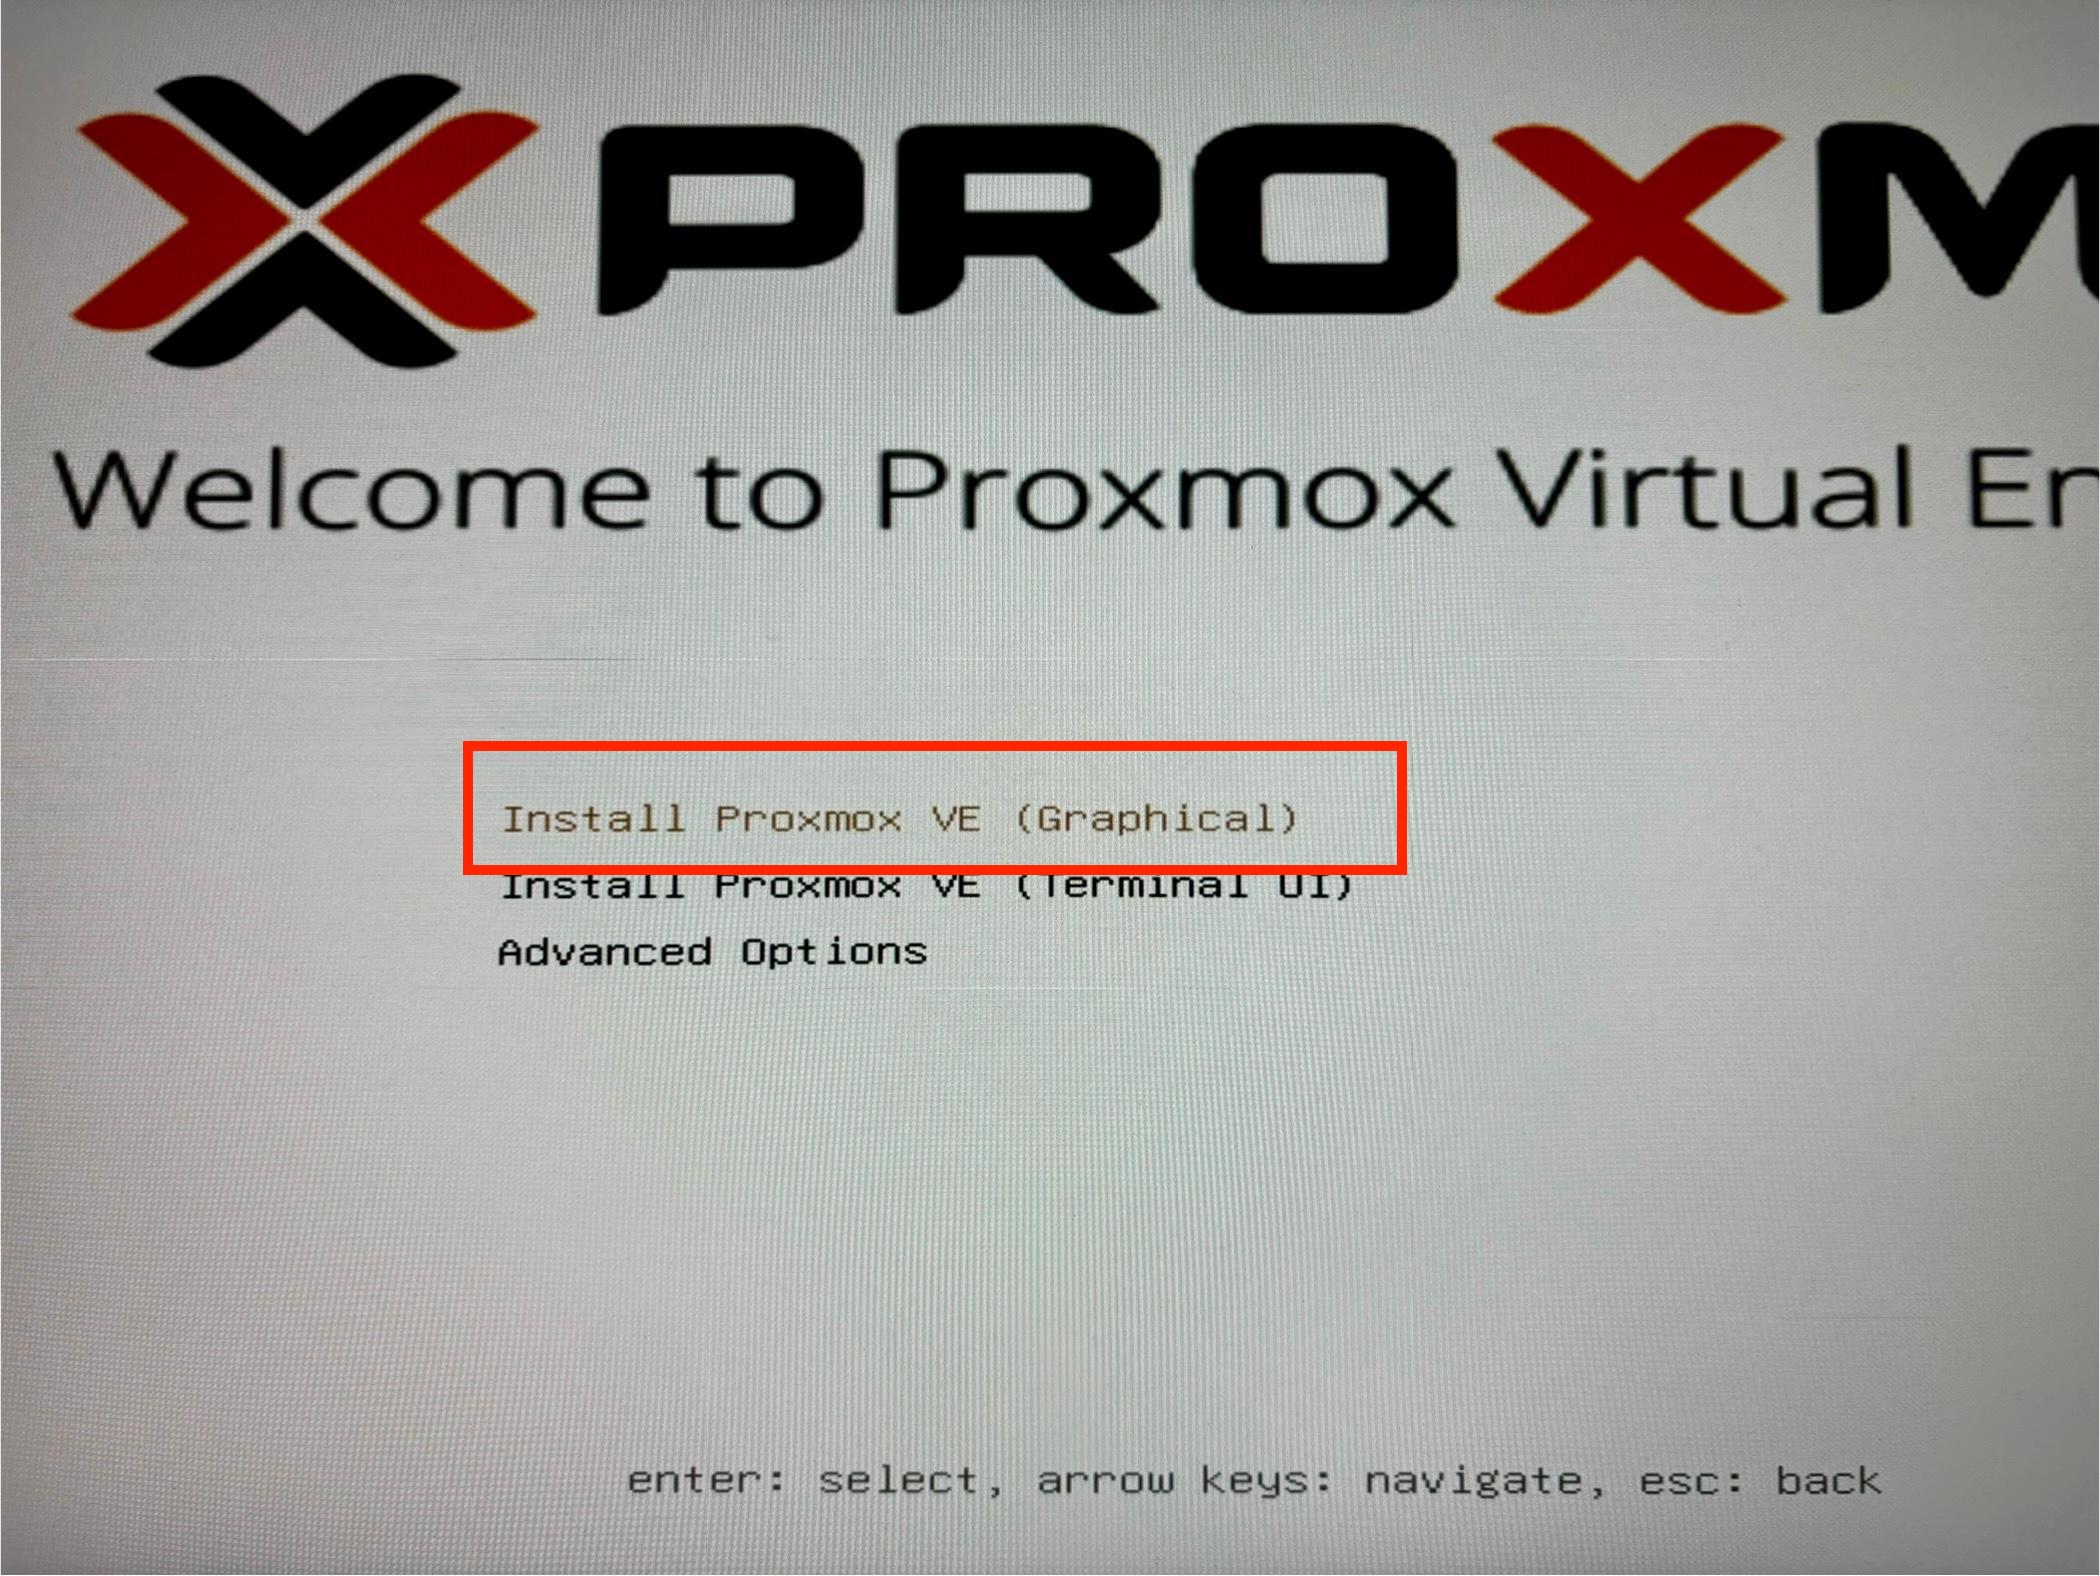 PROXM
Welcome to Proxmox Virtual En
Install Proxmox VE (Graphical)
Install Proxmox VE (Terminal UI)
Advanced Options
enter: select, arrow keys: navigate, esc: back